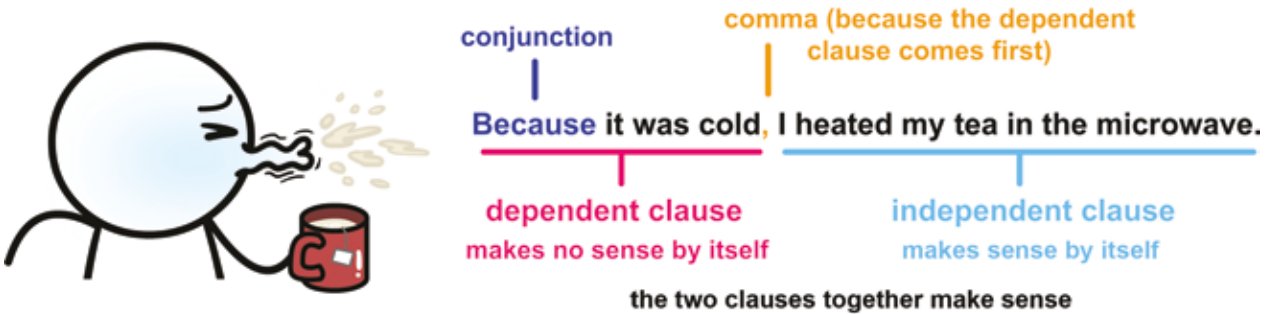 conjunction
comma (because the dependent
clause comes first)
Because it was cold, I heated my tea in the microwave.
dependent clause
makes no sense by itself
independent clause
makes sense by itself
the two clauses together make sense